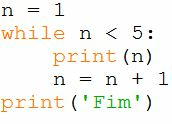 n = 1
while n < 5:
    print(n)
    n = n + 1
print('Fim')